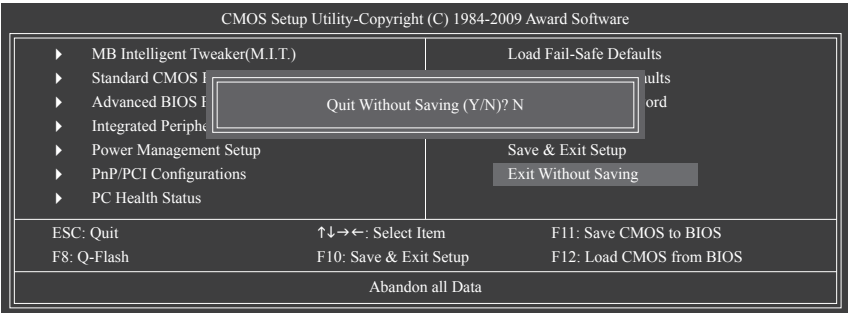 CMOS Setup Utility-Copyright (C) 1984-2009 Award Software
MB Intelligent Tweaker(M.I.T.)
Standard CMOS
Advanced BIOS
Integrated
Power Management Setup
PnP/PCI Configurations
PC Health Status
Load Fail-Safe Defaults
Save & Exit Setup
Exit Without Saving
Quit Without Saving (Y/N)? N
ESC: Quit ↑↓→←: Select Item F11: Save CMOS to BIOS
F8: Q-Flash F10: Save & Exit Setup F12: Load CMOS from BIOS
Abandon all Data